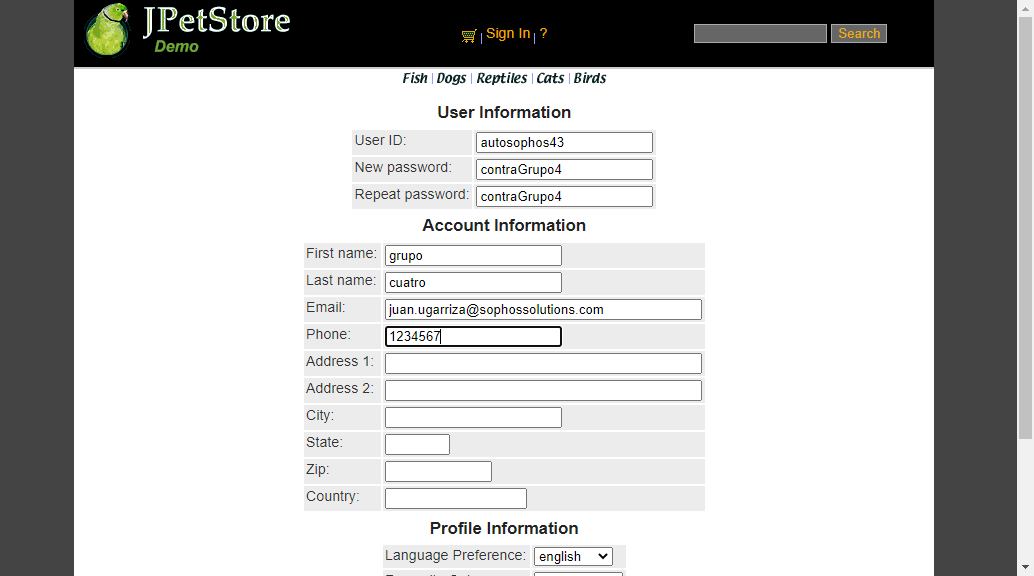 JPetStore
Demo
Sign In ?
Search
Fish | Dogs | Reptiles | Cats | Birds
User Information
User ID: autosophos43
New password: contraGrupo4
Repeat password: contraGrupo4
Account Information
First name: grupo
Last name: cuatro
Email: juan.ugarriza@sophossolutions.com
Phone: 1234567
Address 1:
Address 2:
City:
State:
Zip:
Country:
Profile Information
Language Preference: english